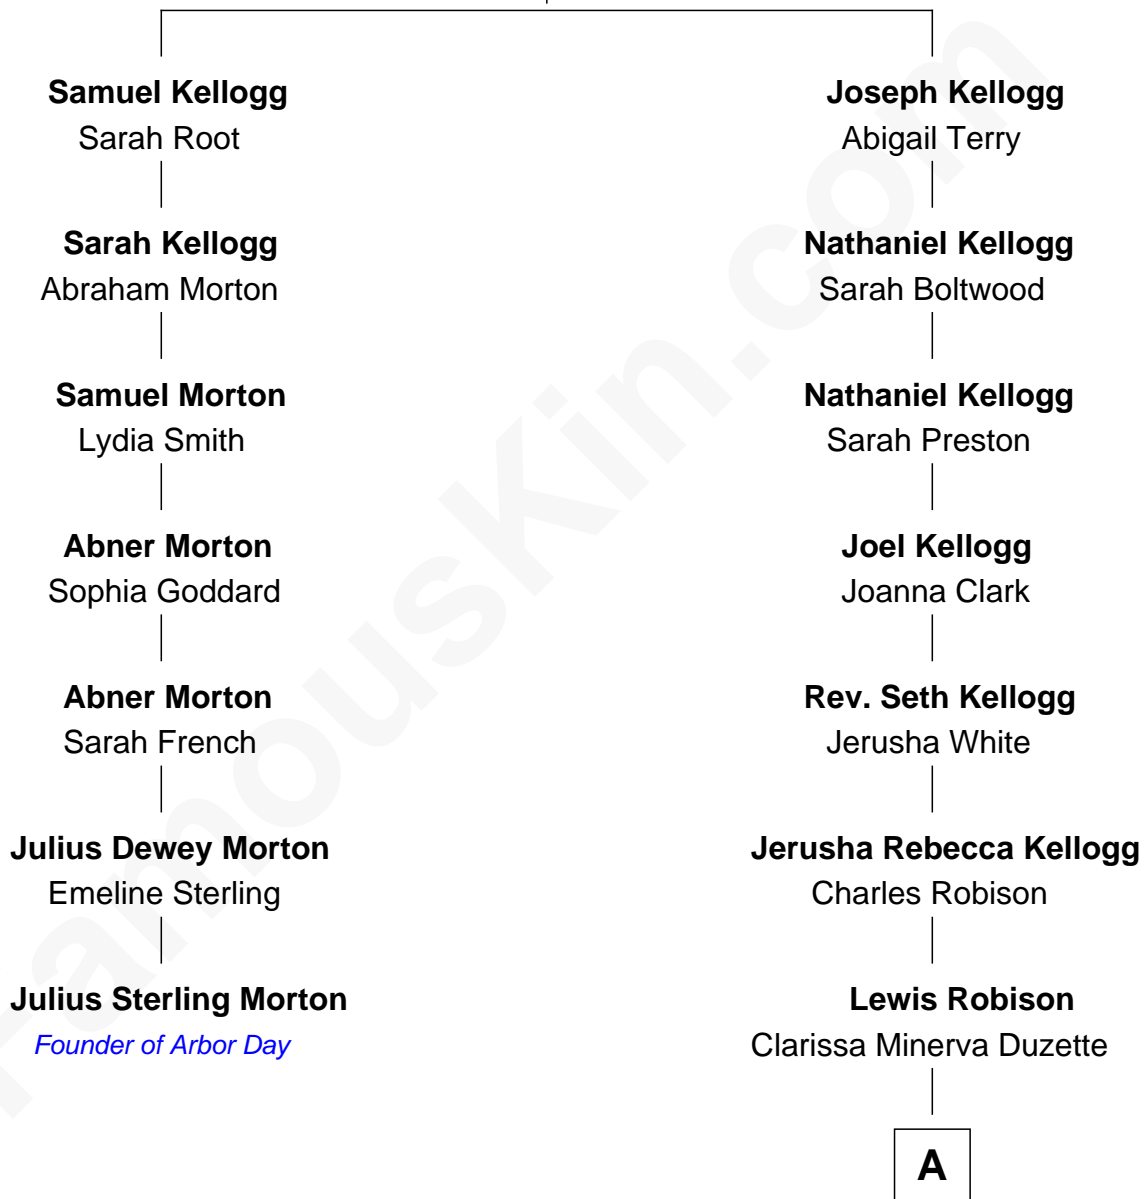 Samuel Kellogg
Sarah Root
Joseph Kellogg
Abigail Terry
Sarah Kellogg
Abraham Morton
Nathaniel Kellogg
Sarah Boltwood
Samuel Morton
Lydia Smith
Nathaniel Kellogg
Sarah Preston
Abner Morton
Sophia Goddard
Joel Kellogg
Joanna Clark
Abner Morton
Sarah French
Rev. Seth Kellogg
Jerusha White
Julius Dewey Morton
Emeline Sterling
Jerusha Rebecca Kellogg
Charles Robison
Julius Sterling Morton
Founder of Arbor Day
Lewis Robison
Clarissa Minerva Duzette
A
FamousKin.com